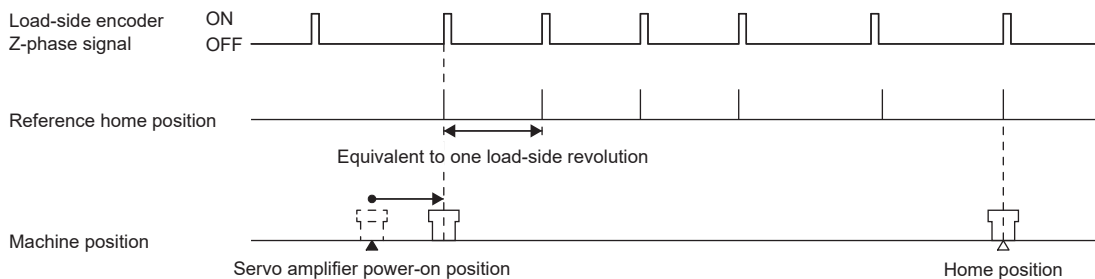 Load-side encoder
Z-phase signal
ON
OFF
Reference home position
Equivalent to one load-side revolution
Machine position
Servo amplifier power-on position
Home position